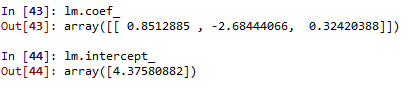 In [43]: lm.coef_
Out[43]: array([[ 0.8512885 , -2.68444066,  0.32420388]])
In [44]: lm.intercept_
Out[44]: array([4.37580882])